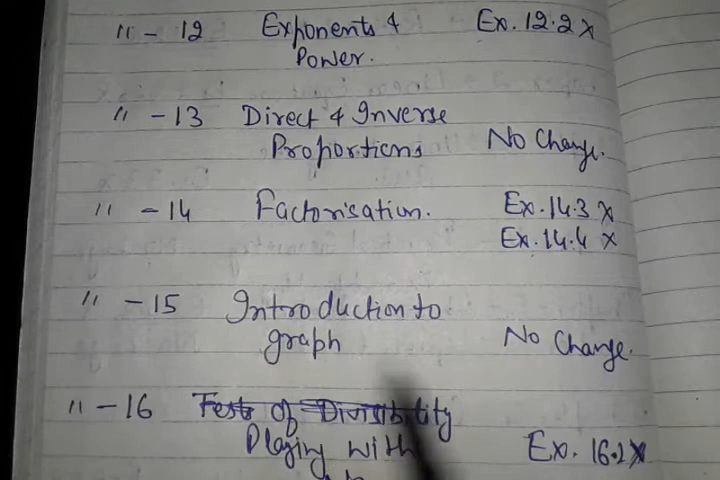 " - 12 Exponents & Ex. 12.2 x
Power.
" - 13 Direct & Inverse
Proportions No Change.
" - 14 Factorisation. Ex. 14.3 x
Ex. 14.4 x
" - 15 Introduction to
graph No Change.
" - 16 Tests of Divisibility
Playing with Ex. 16.2 x